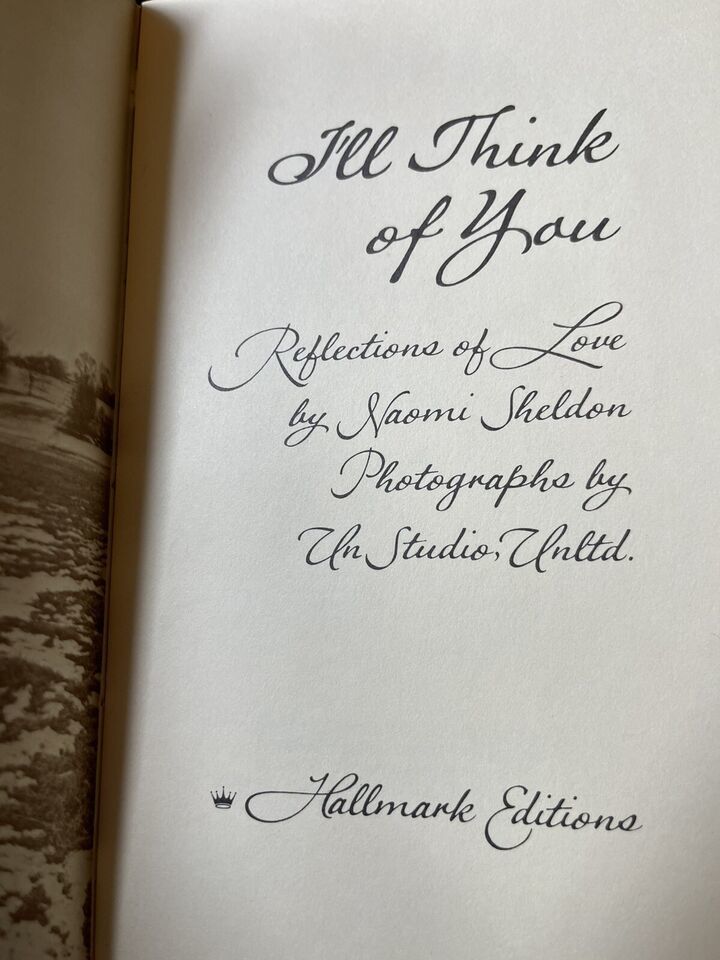 I'll Think
of You
Reflections of Love
by Naomi Sheldon
Photographs by
Un Studio, Unltd.
Hallmark Editions